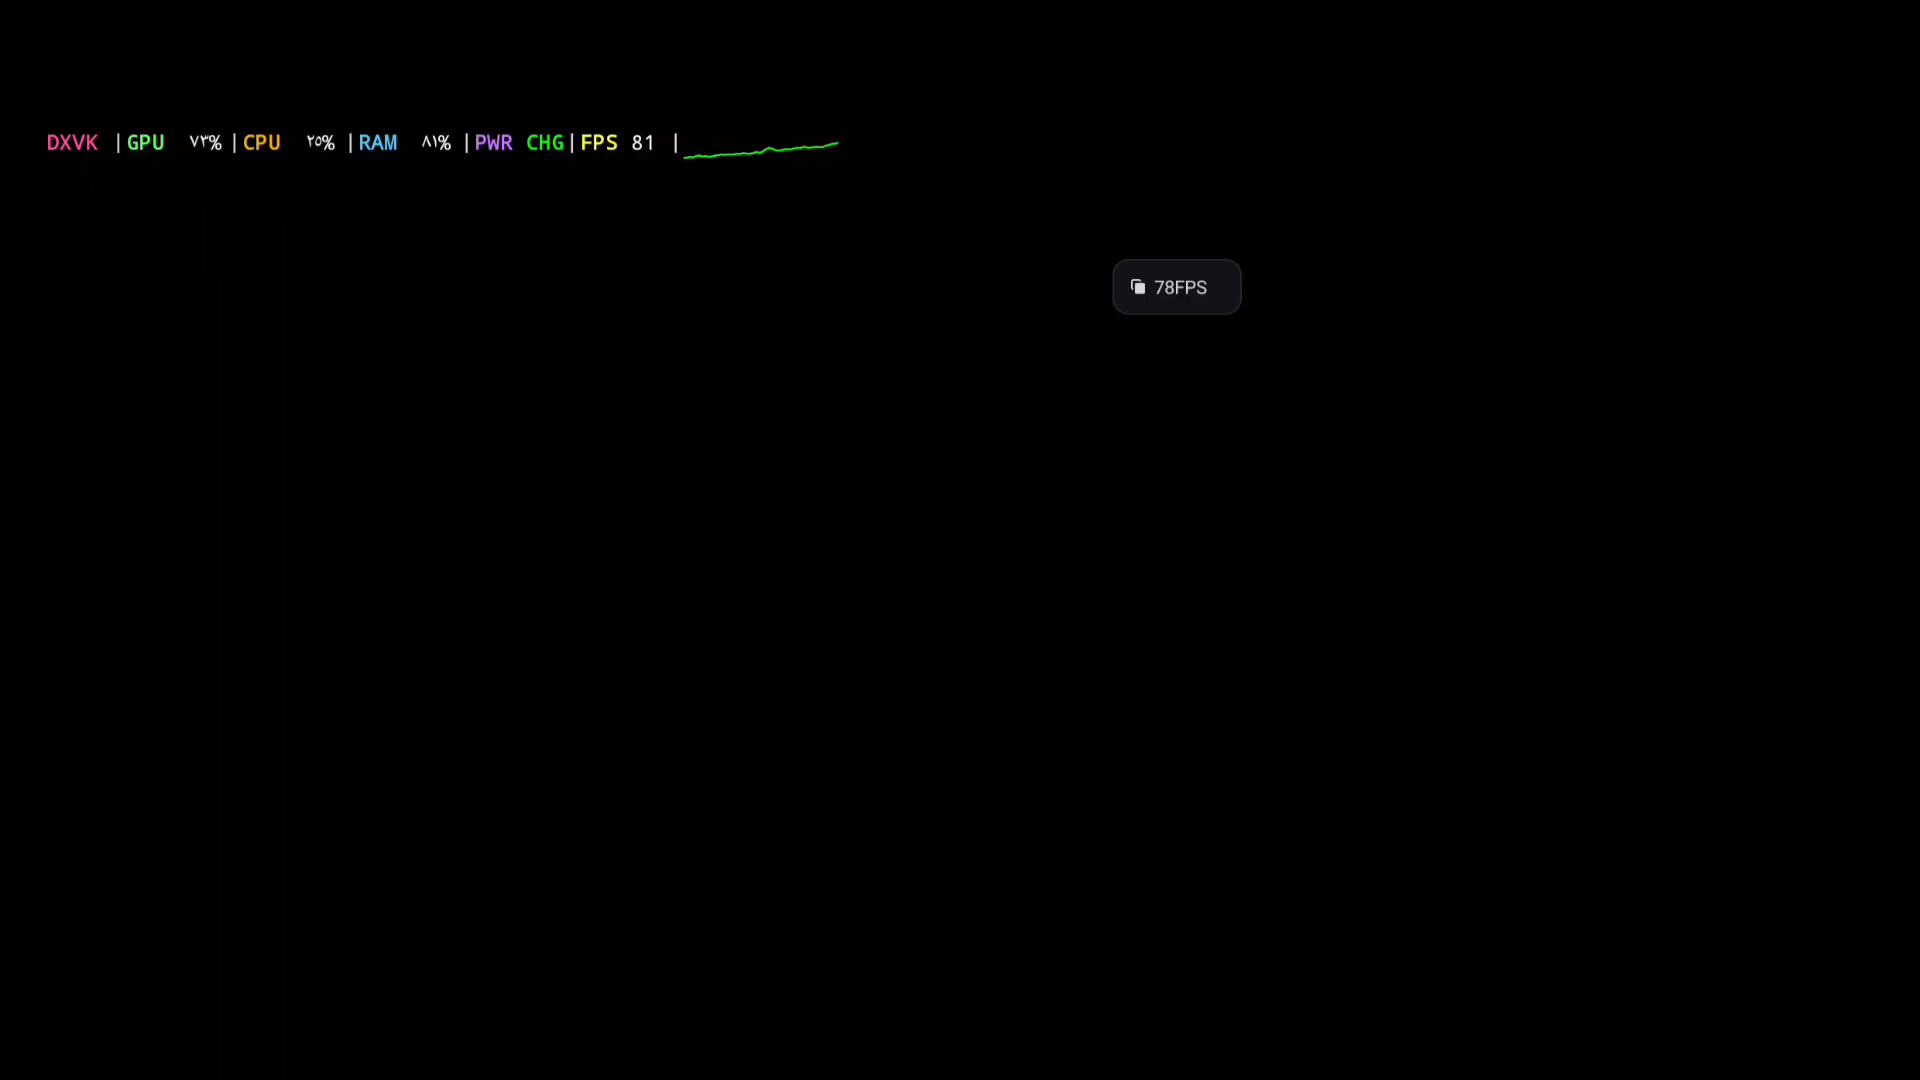 DXVK |GPU ٧٣% |CPU ٢٥% |RAM ٨١% |PWR CHG|FPS 81 |
78FPS